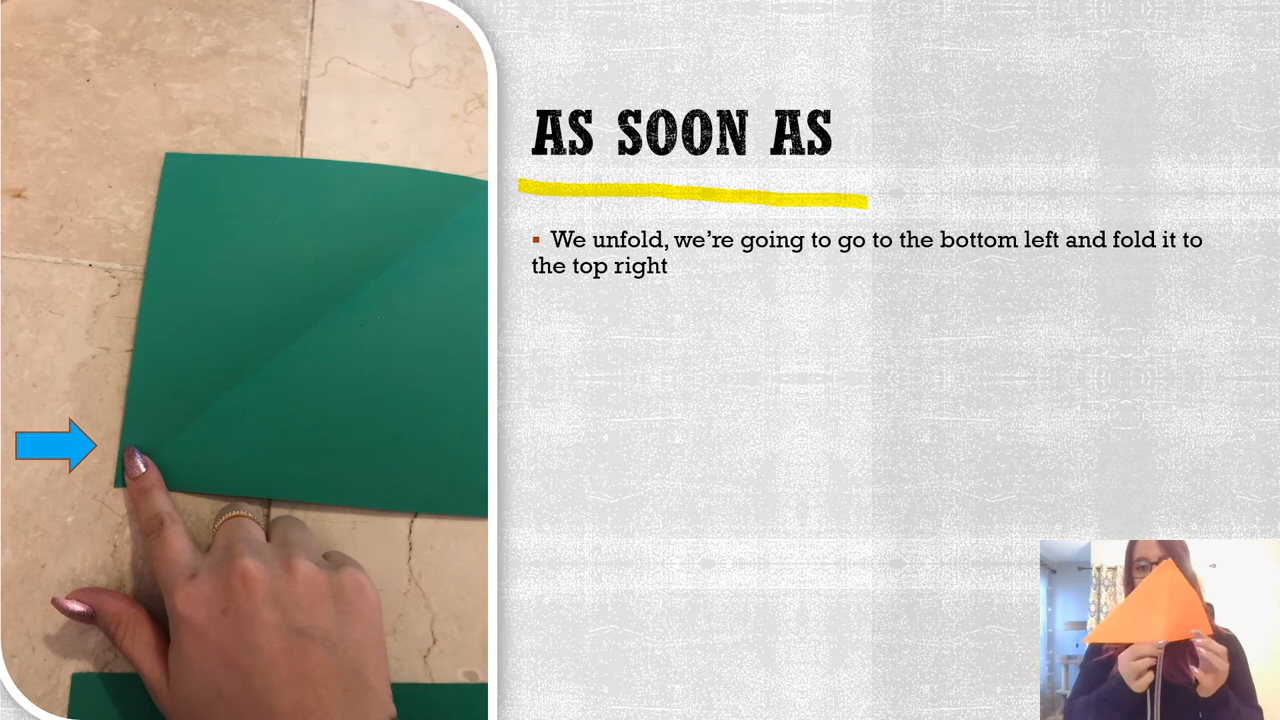 AS SOON AS
▪ We unfold, we’re going to go to the bottom left and fold it to
the top right